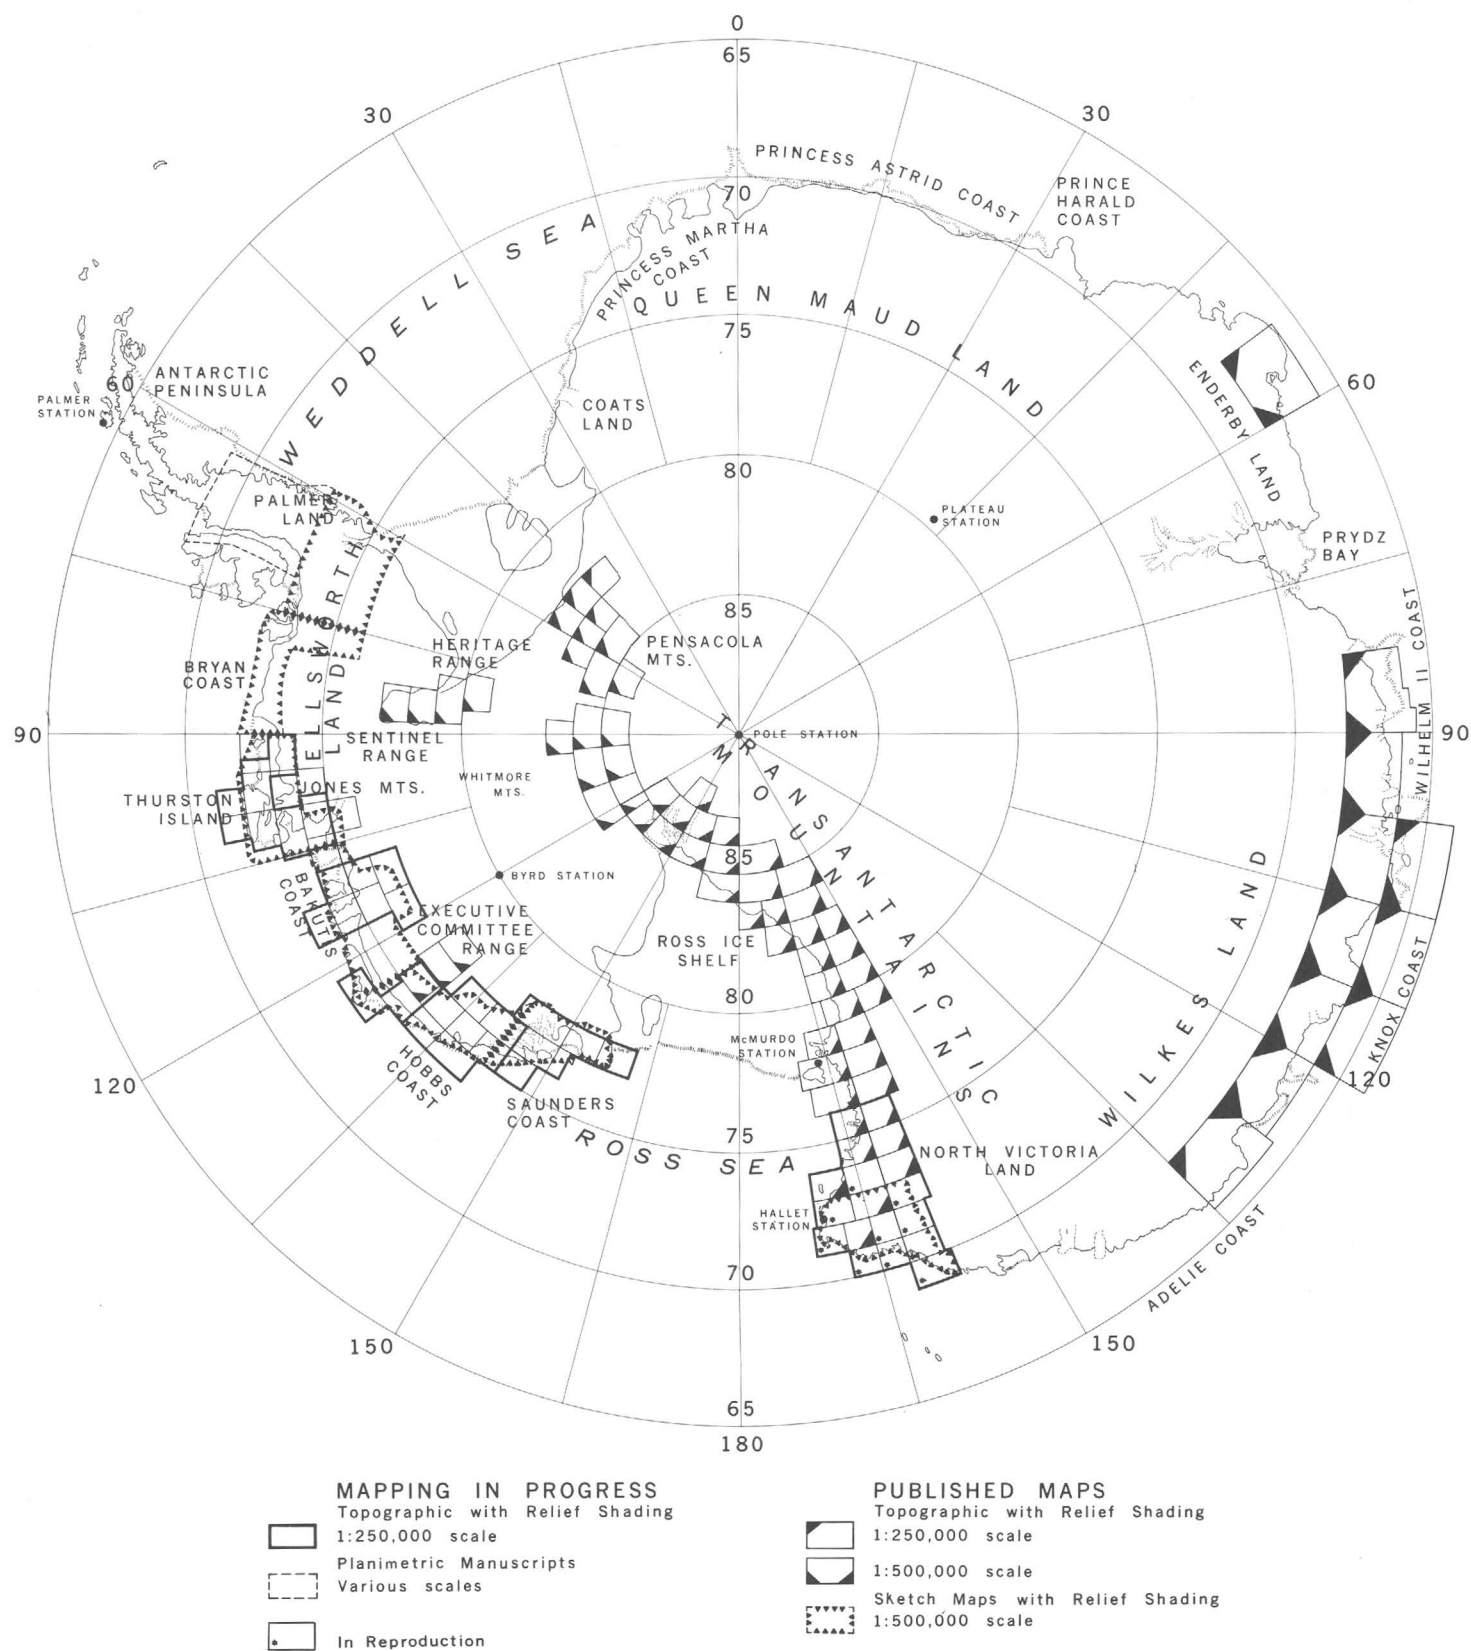 0
65
30
30
PRINCESS ASTRID COAST
PRINCE
HARALD
COAST
70
WEDDELL SEA
PRINCESS MARTHA
COAST
QUEEN MAUD LAND
75
ANTARCTIC
PENINSULA
60
PALMER
STATION
60
ENDERBY LAND
COATS
LAND
80
PALMER
LAND
PLATEAU
STATION
PRYDZ
BAY
85
ELLSWORTH
LAND
HERITAGE
RANGE
PENSACOLA
MTS.
BRYAN
COAST
WILHELM II COAST
90
SENTINEL
RANGE
POLE STATION
90
WHITMORE
MTS.
TRANSANTARCTIC
MOUNTAINS
JONES MTS.
THURSTON
ISLAND
85
BYRD STATION
BAKUTIS
COAST
EXECUTIVE
COMMITTEE
RANGE
ROSS ICE
SHELF
WILKES LAND
KNOX COAST
80
McMURDO
STATION
120
HOBBS
COAST
120
SAUNDERS
COAST
75
ROSS SEA
NORTH VICTORIA
LAND
HALLET
STATION
70
ADELIE COAST
150
150
65
180
MAPPING IN PROGRESS
Topographic with Relief Shading
1:250,000 scale
Planimetric Manuscripts
Various scales
In Reproduction
PUBLISHED MAPS
Topographic with Relief Shading
1:250,000 scale
1:500,000 scale
Sketch Maps with Relief Shading
1:500,000 scale